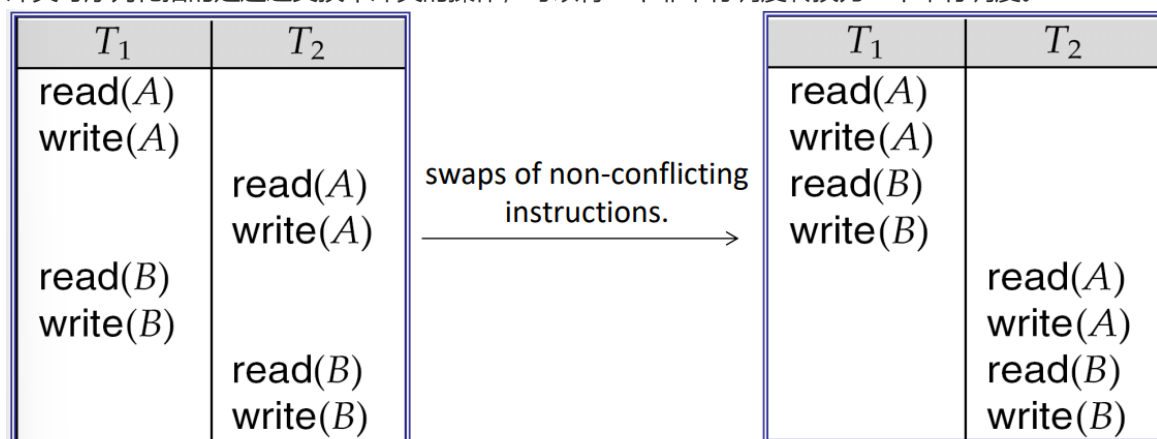 T1 T2 T1 T2
read(A) read(A)
write(A) write(A)
read(A) swaps of non-conflicting read(B)
write(A) instructions. write(B)
read(B) read(A)
write(B) write(A)
read(B) read(B)
write(B) write(B)